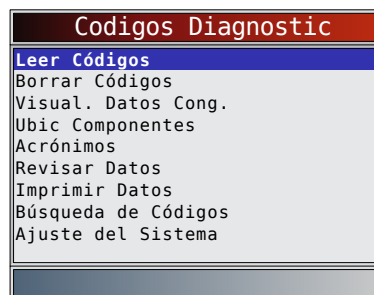 Codigos Diagnostic
Leer Códigos
Borrar Códigos
Visual. Datos Cong.
Ubic Componentes
Acrónimos
Revisar Datos
Imprimir Datos
Búsqueda de Códigos
Ajuste del Sistema